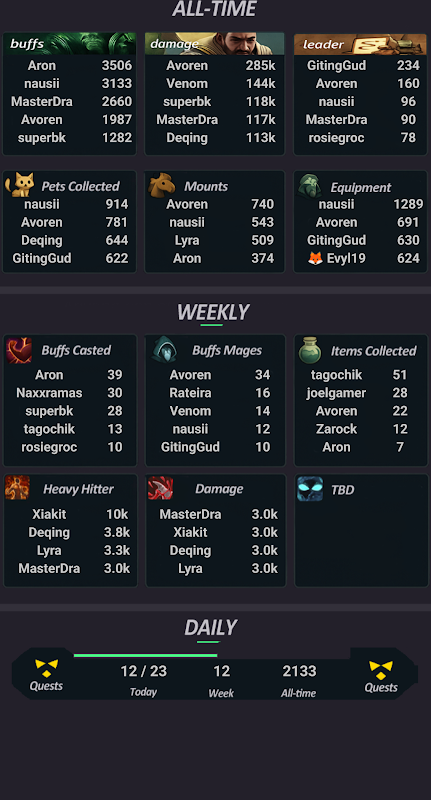 ALL-TIME
buffs damage leader
Aron 3506 Avoren 285k GitingGud 234
nausii 3133 Venom 144k Avoren 160
MasterDra 2660 superbk 118k nausii 96
Avoren 1987 MasterDra 117k MasterDra 90
superbk 1282 Deqing 113k rosiegroc 78
Pets Collected Mounts Equipment
nausii 914 Avoren 740 nausii 1289
Avoren 781 nausii 543 Avoren 691
Deqing 644 Lyra 509 GitingGud 630
GitingGud 622 Aron 374 🦊 Evyl19 624
WEEKLY
Buffs Casted Buffs Mages Items Collected
Aron 39 Avoren 34 tagochik 51
Naxxramas 30 Rateira 16 joelgamer 28
superbk 28 Venom 14 Avoren 22
tagochik 13 nausii 12 Zarock 12
rosiegroc 10 GitingGud 10 Aron 7
Heavy Hitter Damage TBD
Xiakit 10k MasterDra 3.0k
Deqing 3.8k Xiakit 3.0k
Lyra 3.3k Deqing 3.0k
MasterDra 3.0k Lyra 3.0k
DAILY
12 / 23 12 2133
Quests Today Week All-time Quests